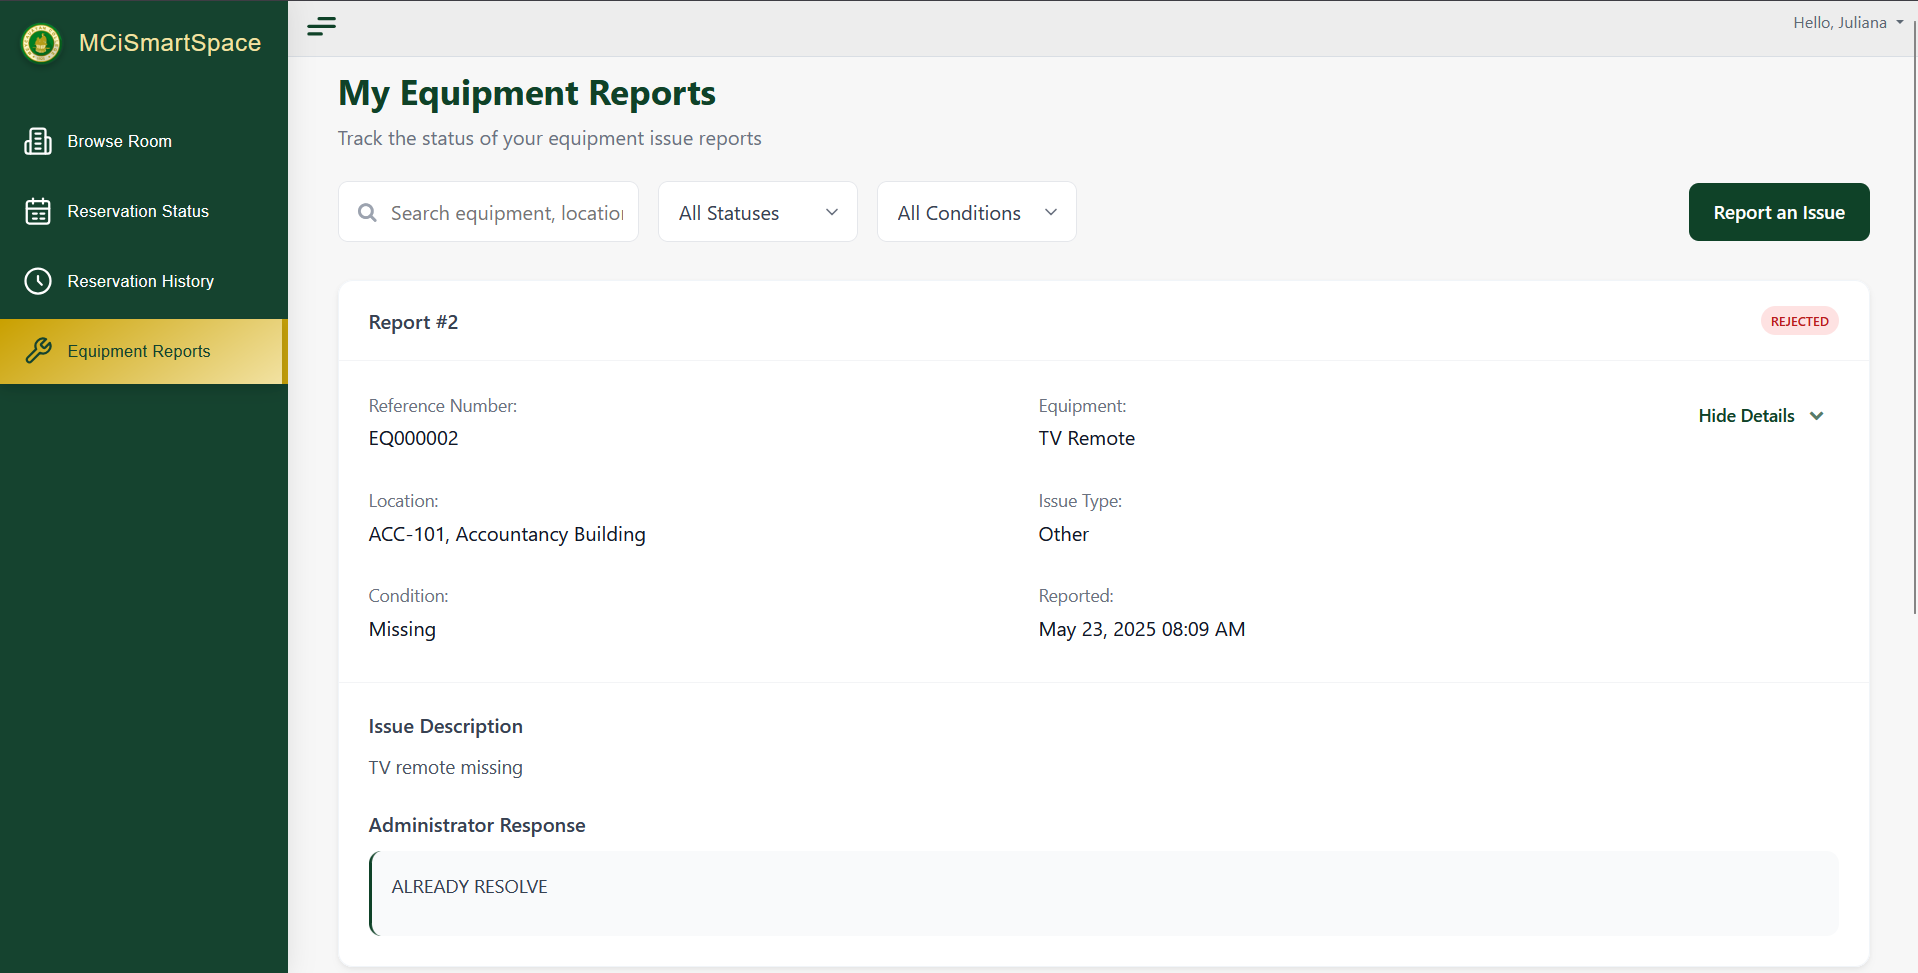 MCiSmartSpace
Hello, Juliana
Browse Room
Reservation Status
Reservation History
Equipment Reports
My Equipment Reports
Track the status of your equipment issue reports
Search equipment, location
All Statuses
All Conditions
Report an Issue
Report #2
REJECTED
Reference Number:
EQ000002
Equipment:
TV Remote
Hide Details
Location:
ACC-101, Accountancy Building
Issue Type:
Other
Condition:
Missing
Reported:
May 23, 2025 08:09 AM
Issue Description
TV remote missing
Administrator Response
ALREADY RESOLVE